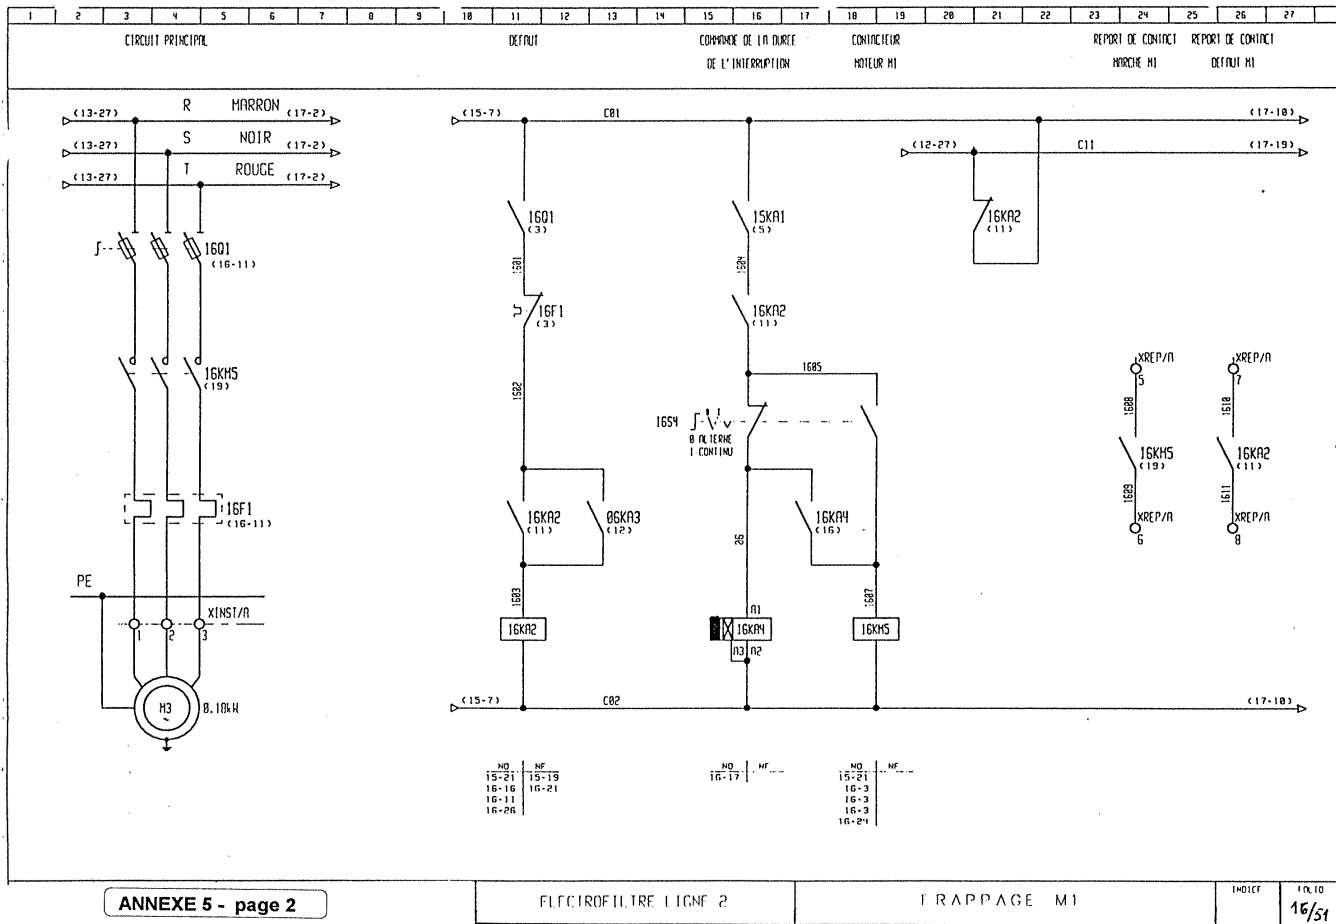 1 2 3 4 5 6 7 8 9 10 11 12 13 14 15 16 17 18 19 20 21 22 23 24 25 26 27
CIRCUIT PRINCIPAL
DEFAUT
COMMANDE DE LA DUREE
DE L'INTERRUPTION
CONTACTEUR
MOTEUR M1
REPORT DE CONTACT
MARCHE M1
REPORT DE CONTACT
DEFAUT M1
(13-27) R MARRON (17-2)
(13-27) S NOIR (17-2)
(13-27) T ROUGE (17-2)
(15-7) C01 (17-10)
(12-27) C11 (17-19)
16Q1
(16-11)
16KM5
(19)
16F1
(16-11)
PE
XINST/A
1 2 3
M3
~
0.18kW
16Q1
(3)
1601
16F1
(3)
1602
16KA2
(11)
06KA3
(12)
1603
16KA2
15KA1
(5)
1604
16KA2
(11)
1605
16S4
0 1
0 ALTERNE
1 CONTINU
16KA4
(16)
26
1607
A1
16KA4
A3 A2
16KM5
16KA2
(11)
XREP/A
5
1608
16KM5
(19)
1609
XREP/A
6
XREP/A
7
1610
16KA2
(11)
1611
XREP/A
8
(15-7) C02 (17-10)
NO NF
15-21 15-19
16-16 16-21
16-11
16-26
NO NF
16-17
NO NF
15-21
16-3
16-3
16-3
16-24
ANNEXE 5 - page 2
ELECTROFILTRE LIGNE 2
FRAPPAGE M1
INDICE
FOLIO
16/51